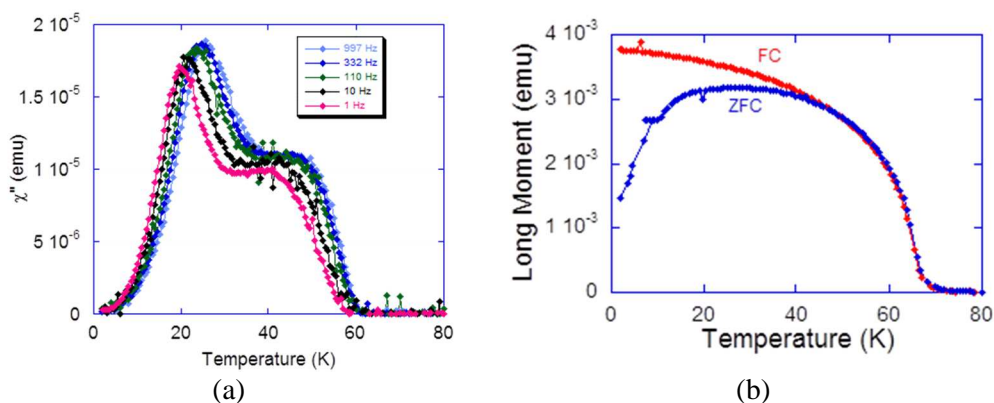 2 10⁻⁵
1.5 10⁻⁵
1 10⁻⁵
5 10⁻⁶
0
χ" (emu)
997 Hz
332 Hz
110 Hz
10 Hz
1 Hz
0 20 40 60 80
Temperature (K)
(a)
4 10⁻³
3 10⁻³
2 10⁻³
1 10⁻³
0
Long Moment (emu)
FC
ZFC
0 20 40 60 80
Temperature (K)
(b)